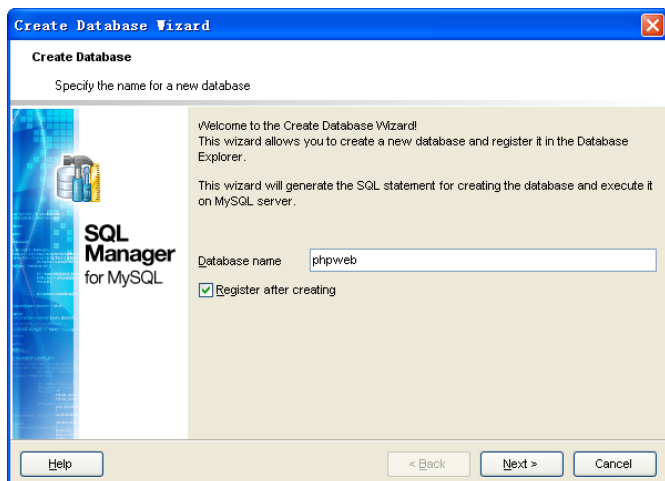 Create Database Wizard
Create Database
Specify the name for a new database
Welcome to the Create Database Wizard!
This wizard allows you to create a new database and register it in the Database
Explorer.
This wizard will generate the SQL statement for creating the database and execute it
on MySQL server.
SQL
Manager
for MySQL
Database name phpweb
Register after creating
Help < Back Next > Cancel